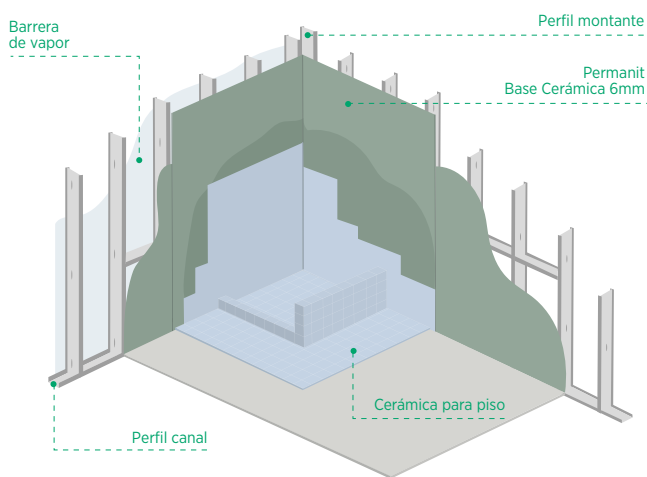 Barrera
de vapor
Perfil montante
Permanit
Base Cerámica 6mm
Cerámica para piso
Perfil canal